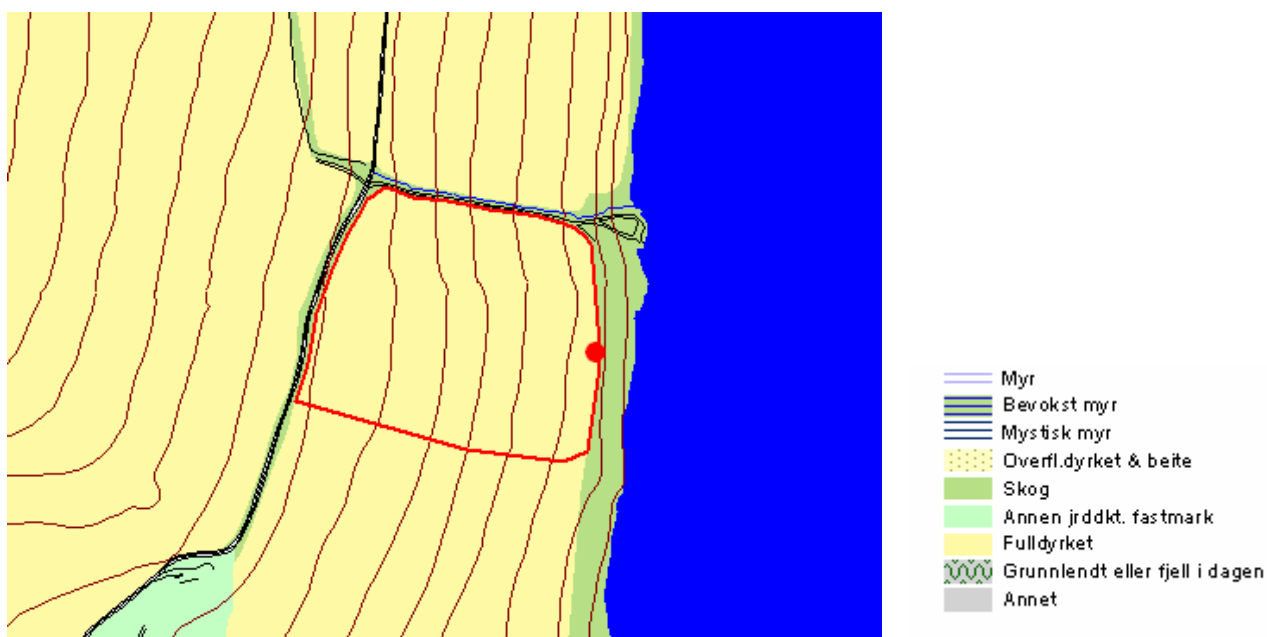 Myr
Bevokst myr
Mystisk myr
Overfl.dyrket & beite
Skog
Annen jrddkt. fastmark
Fulldyrket
Grunnlendt eller fjell i dagen
Annet